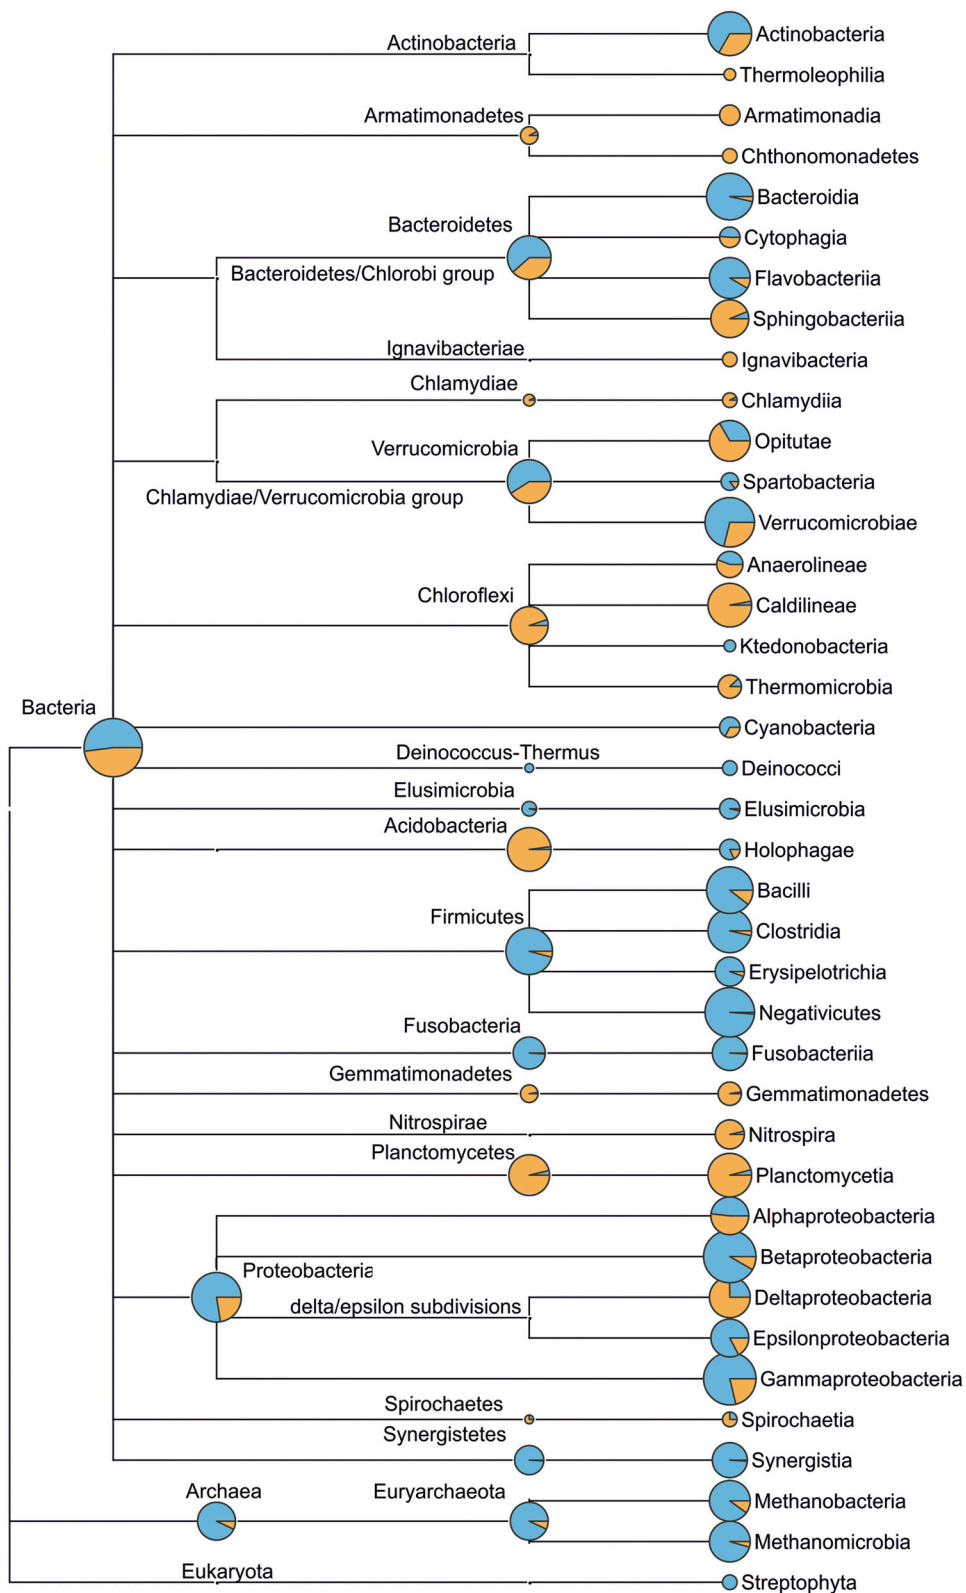 Actinobacteria
Actinobacteria
Thermoleophilia
Armatimonadetes
Armatimonadia
Chthonomonadetes
Bacteroidetes
Bacteroidia
Cytophagia
Bacteroidetes/Chlorobi group
Flavobacteriia
Sphingobacteriia
Ignavibacteriae
Ignavibacteria
Chlamydiae
Chlamydiia
Verrucomicrobia
Opitutae
Spartobacteria
Chlamydiae/Verrucomicrobia group
Verrucomicrobiae
Anaerolineae
Chloroflexi
Caldilineae
Ktedonobacteria
Thermomicrobia
Bacteria
Cyanobacteria
Deinococcus-Thermus
Deinococci
Elusimicrobia
Elusimicrobia
Acidobacteria
Holophagae
Bacilli
Firmicutes
Clostridia
Erysipelotrichia
Negativicutes
Fusobacteria
Fusobacteriia
Gemmatimonadetes
Gemmatimonadetes
Nitrospirae
Nitrospira
Planctomycetes
Planctomycetia
Alphaproteobacteria
Betaproteobacteria
Proteobacteria
Deltaproteobacteria
delta/epsilon subdivisions
Epsilonproteobacteria
Gammaproteobacteria
Spirochaetes
Spirochaetia
Synergistetes
Synergistia
Archaea
Euryarchaeota
Methanobacteria
Methanomicrobia
Eukaryota
Streptophyta